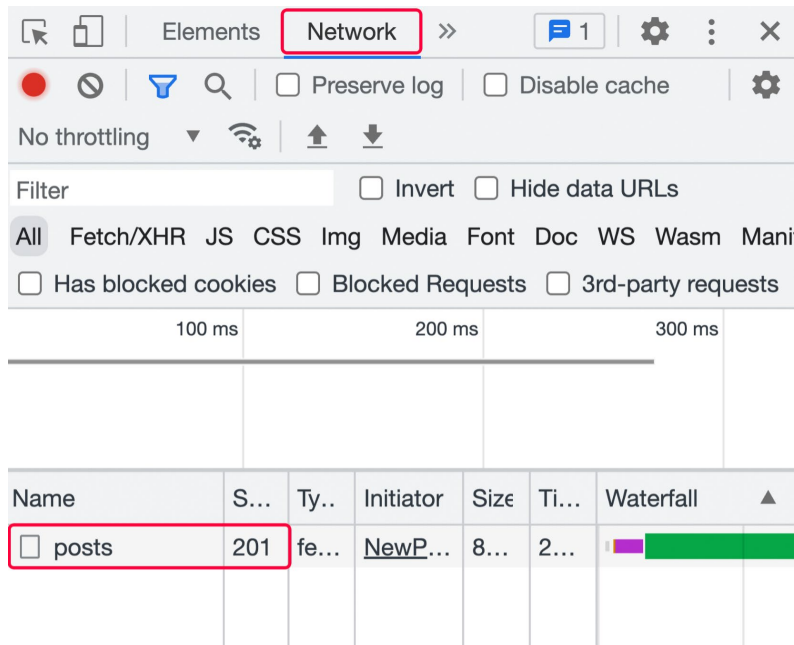 Elements Network » 1
Preserve log Disable cache
No throttling
Filter Invert Hide data URLs
All Fetch/XHR JS CSS Img Media Font Doc WS Wasm Mani
Has blocked cookies Blocked Requests 3rd-party requests
100 ms 200 ms 300 ms
Name S... Ty.. Initiator Size Ti... Waterfall
posts 201 fe... NewP... 8... 2...